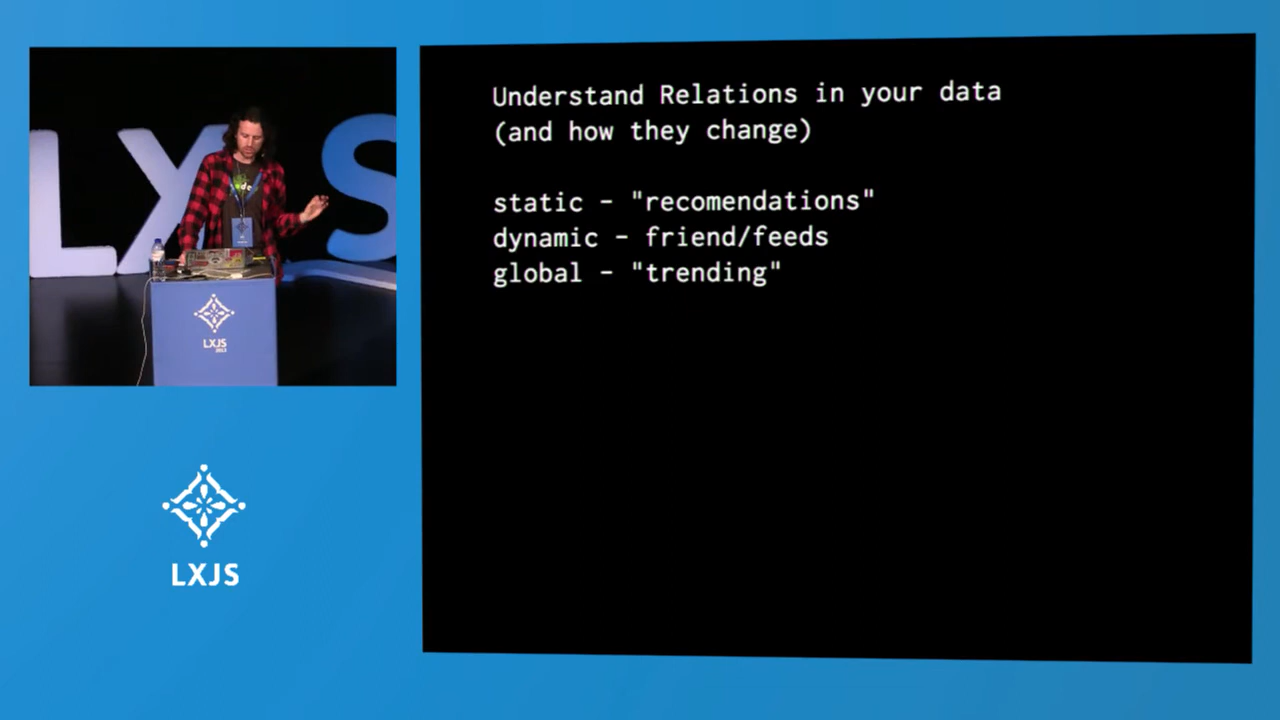 LXJS
Understand Relations in your data
(and how they change)
static - "recomendations"
dynamic - friend/feeds
global - "trending"
LXJS
LXJS